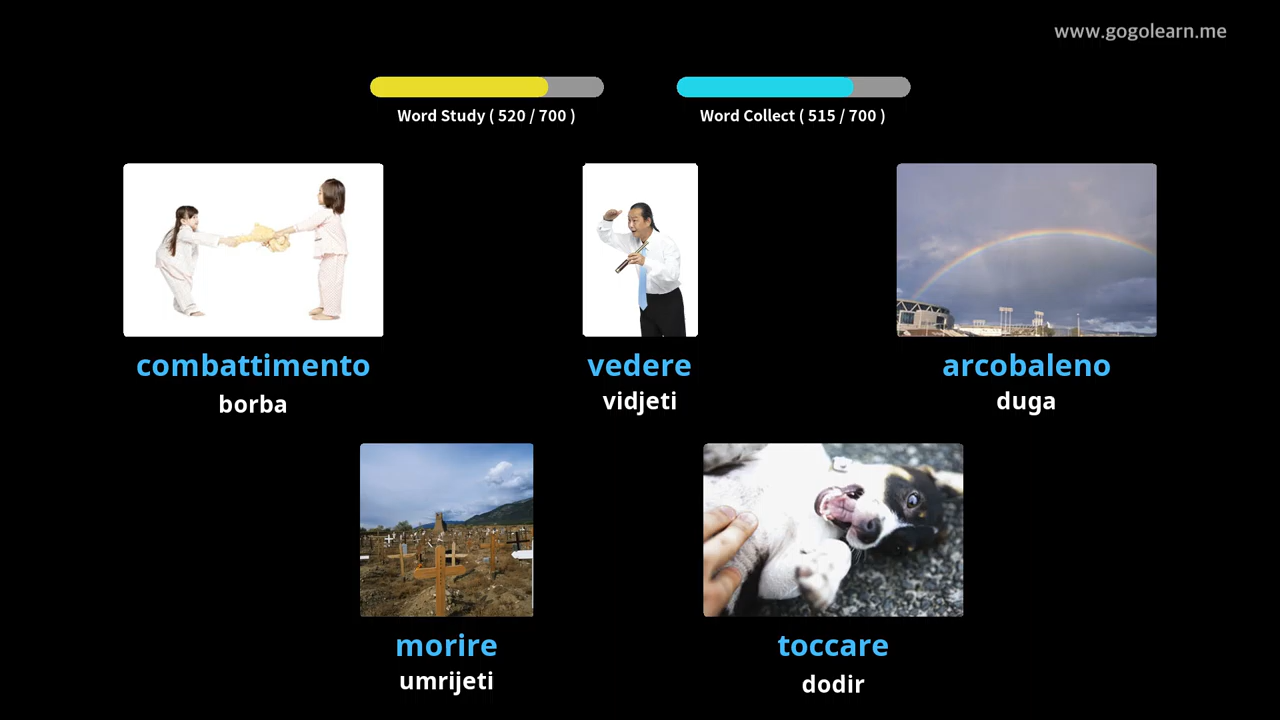 www.gogolearn.me
Word Study ( 520 / 700 )
Word Collect ( 515 / 700 )
combattimento
borba
vedere
vidjeti
arcobaleno
duga
morire
umrijeti
toccare
dodir